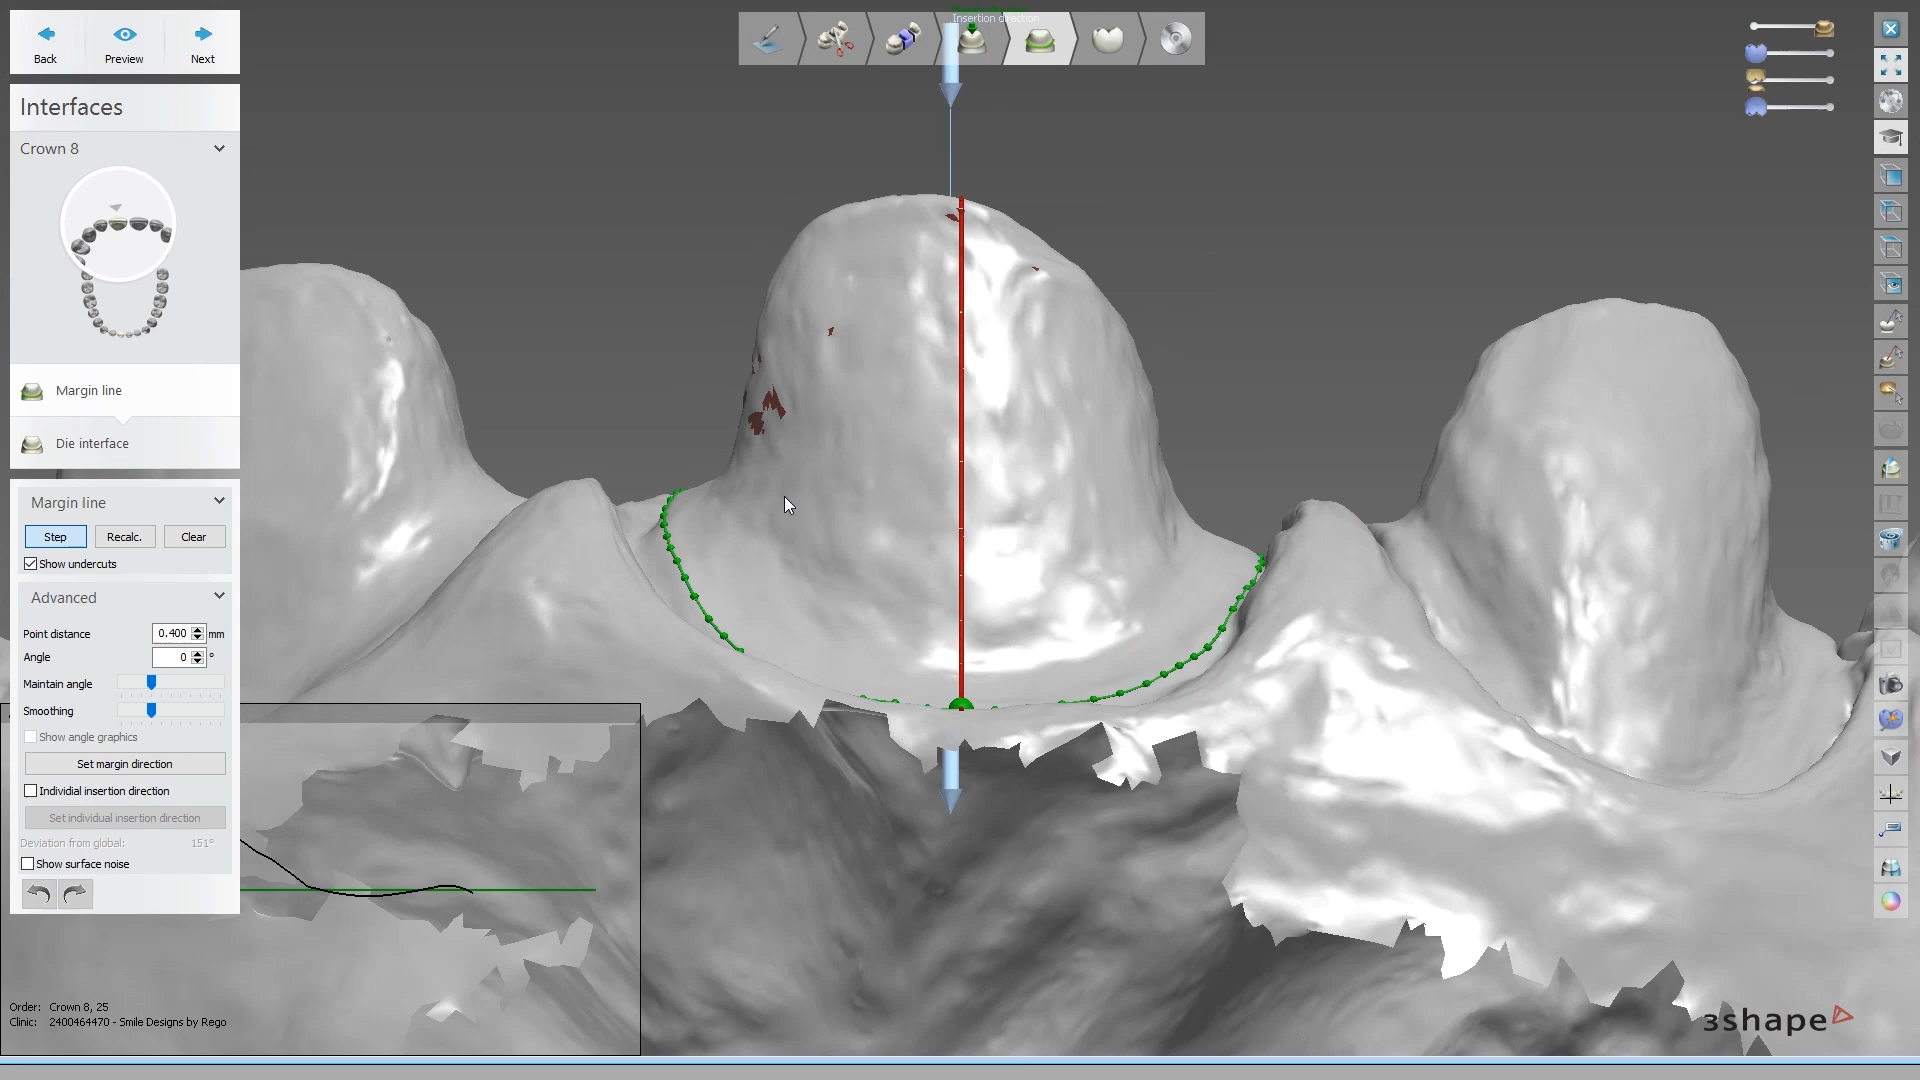 Back
Preview
Next
Insertion direction
Interfaces
Crown 8
Margin line
Die interface
Margin line
Step
Recalc.
Clear
Show undercuts
Advanced
Point distance
0.400
mm
Angle
0
°
Maintain angle
Smoothing
Show angle graphics
Set margin direction
Individial insertion direction
Set individual insertion direction
Deviation from global:
151°
Show surface noise
Order: Crown 8, 25
Clinic: 2400464470 - Smile Designs by Rego
3shape